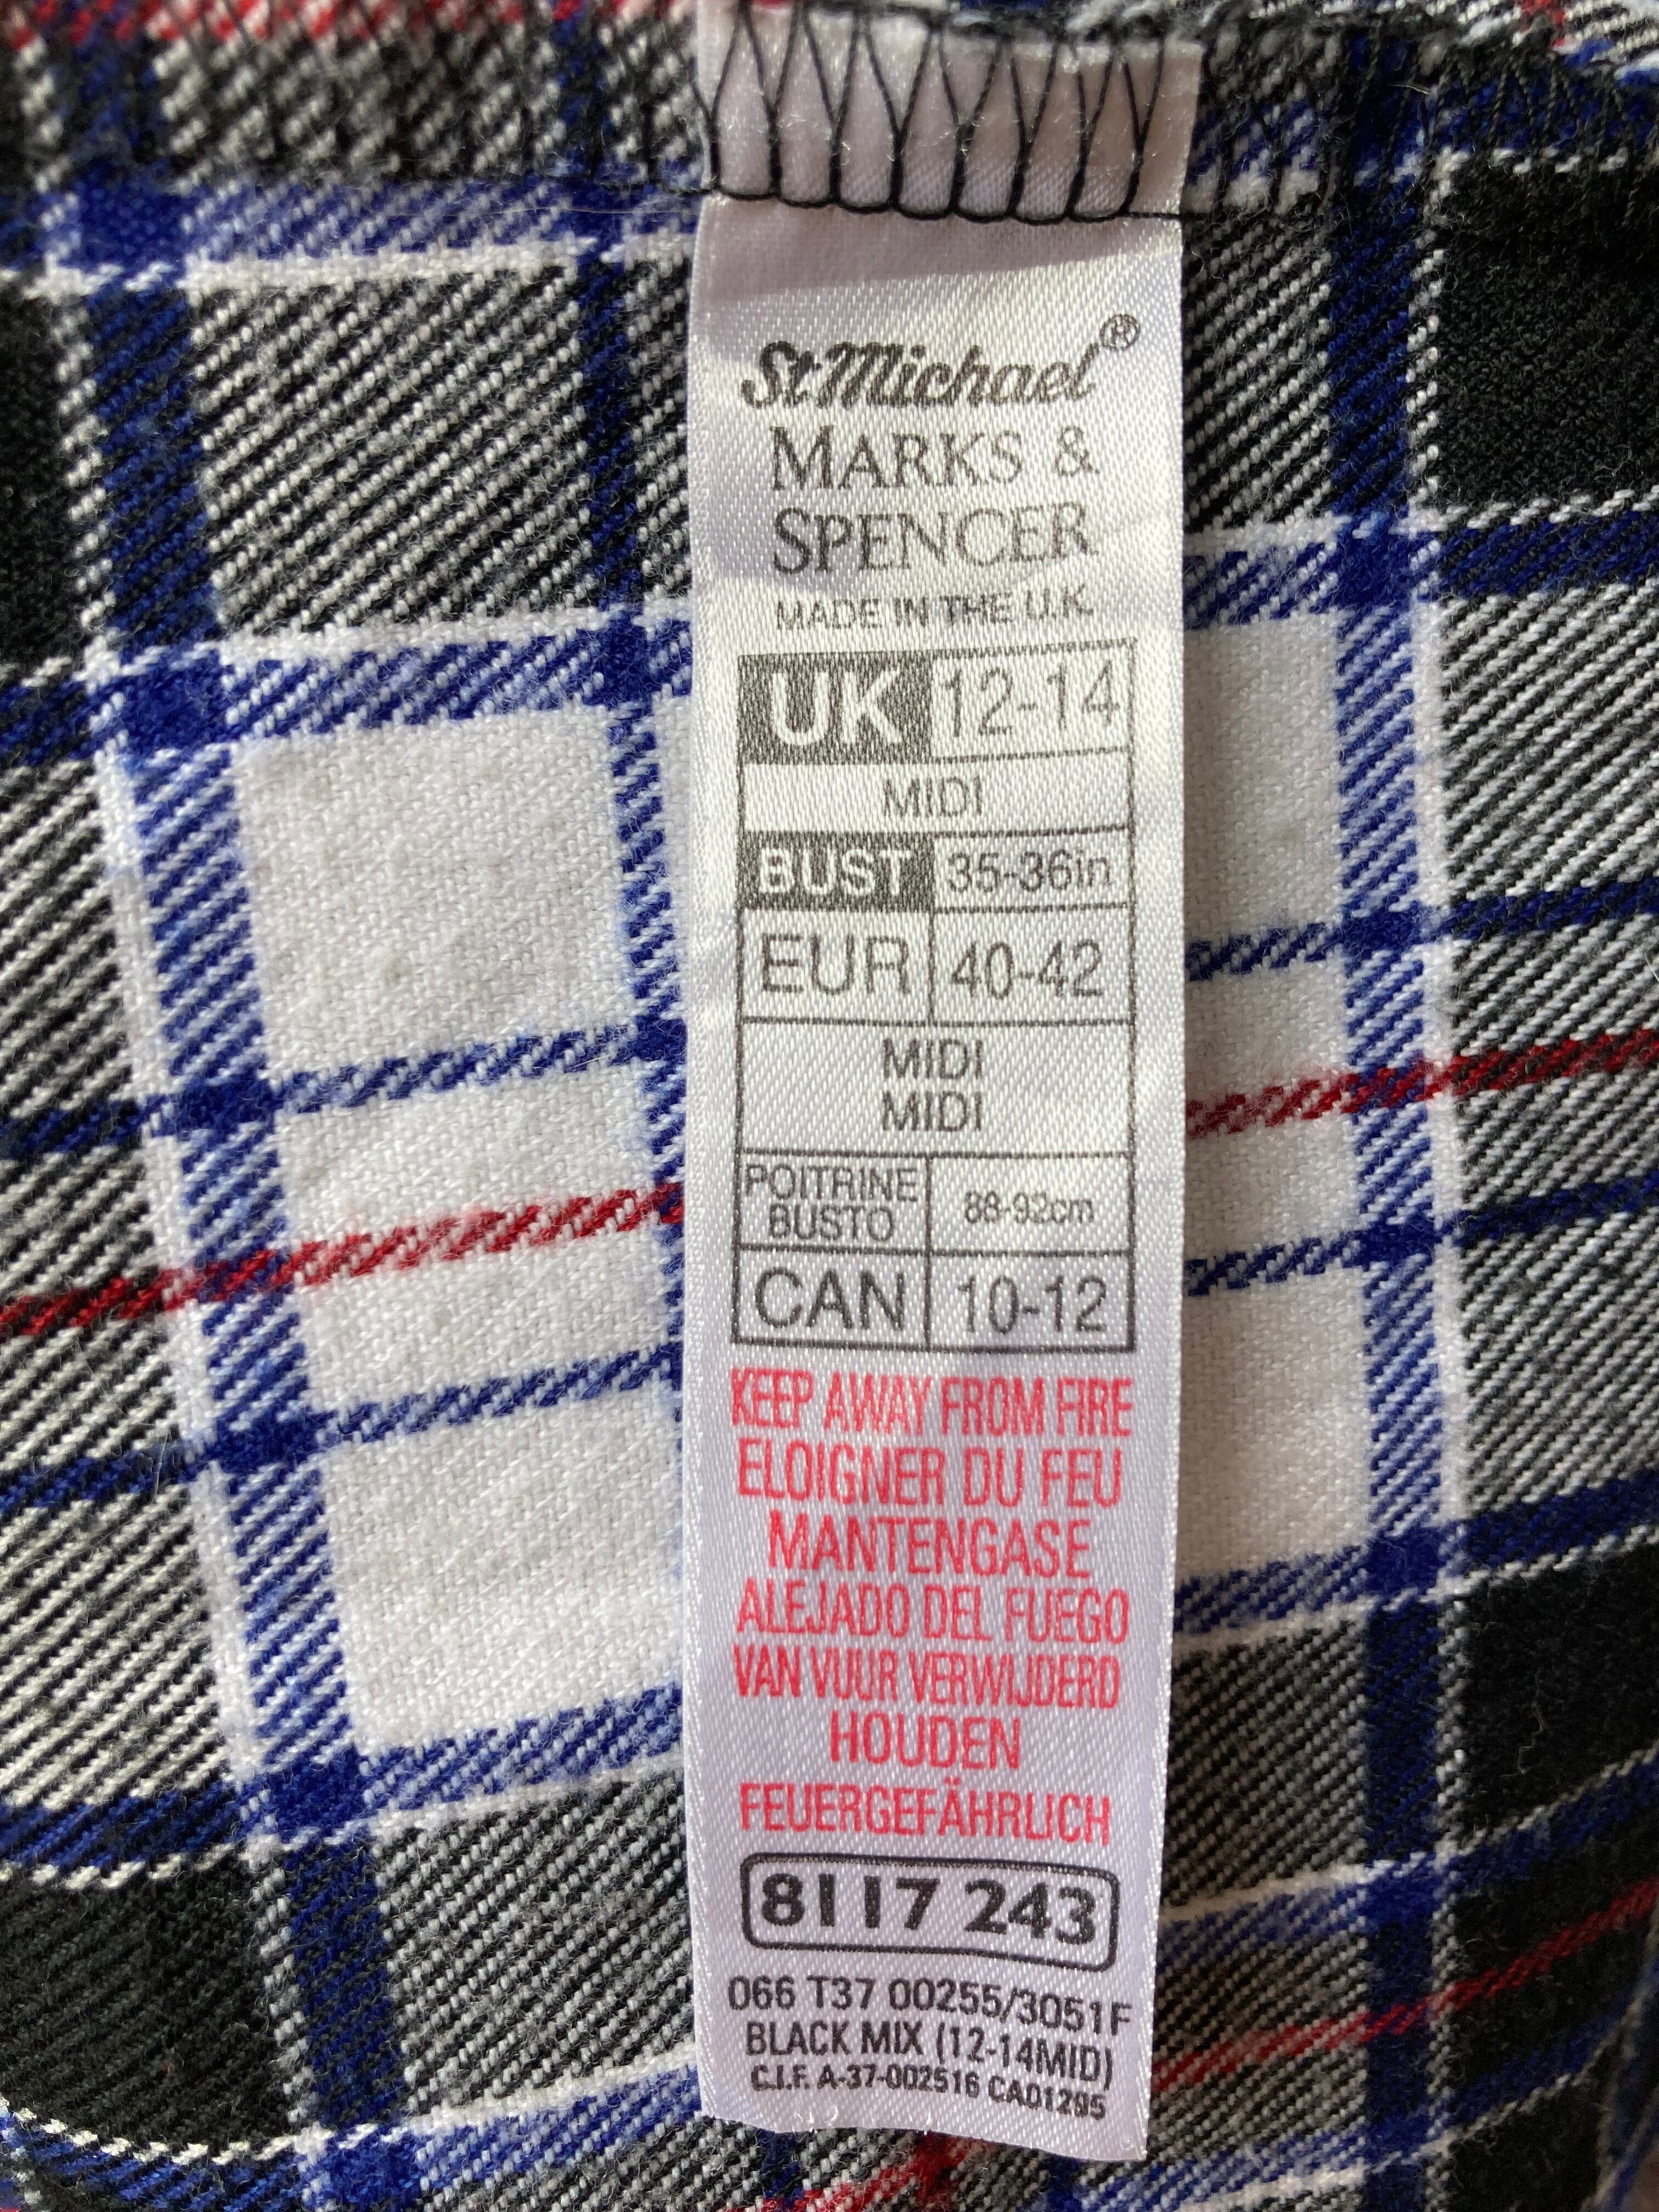 St Michael®
MARKS &
SPENCER
MADE IN THE U.K
UK 12-14
MIDI
BUST 35-36in
EUR 40-42
MIDI
MIDI
POITRINE
BUSTO 88-92cm
CAN 10-12
KEEP AWAY FROM FIRE
ELOIGNER DU FEU
MANTENGASE
ALEJADO DEL FUEGO
VAN VUUR VERWIJDERD
HOUDEN
FEUERGEFÄHRLICH
8117 243
066 T37 00255/3051F
BLACK MIX (12-14MID)
C.I.F. A-37-002516 CA01295